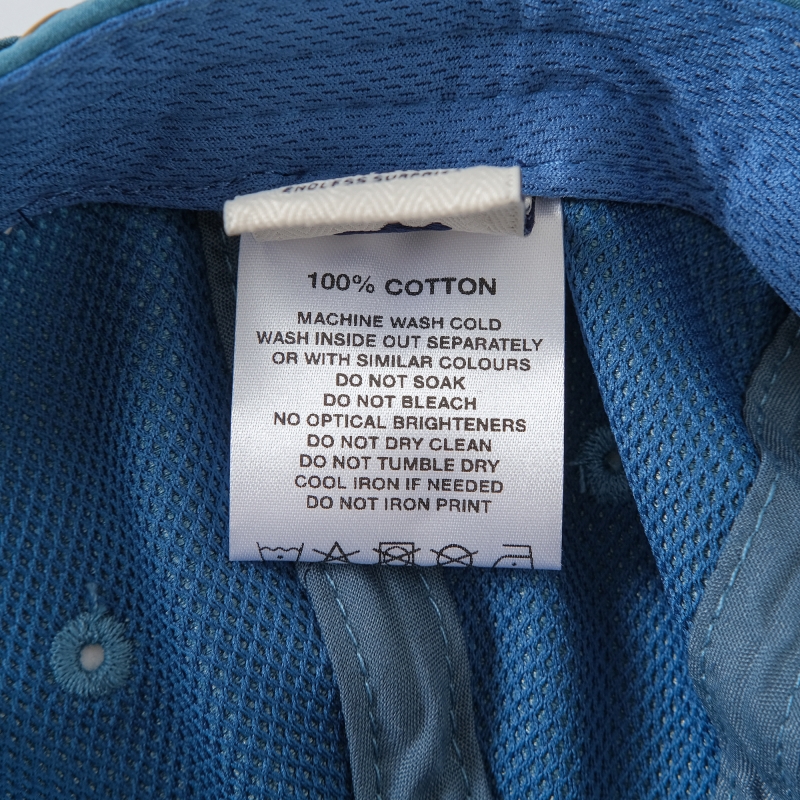 ENDLESS SURPRISE
100% COTTON
MACHINE WASH COLD
WASH INSIDE OUT SEPARATELY
OR WITH SIMILAR COLOURS
DO NOT SOAK
DO NOT BLEACH
NO OPTICAL BRIGHTENERS
DO NOT DRY CLEAN
DO NOT TUMBLE DRY
COOL IRON IF NEEDED
DO NOT IRON PRINT